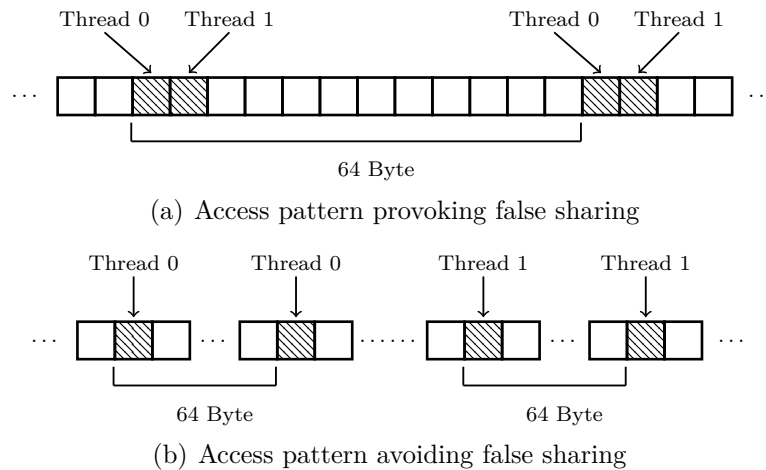 Thread 0 Thread 1 Thread 0 Thread 1
... ..
64 Byte
(a) Access pattern provoking false sharing
Thread 0 Thread 0 Thread 1 Thread 1
... ... ...... ... ...
64 Byte 64 Byte
(b) Access pattern avoiding false sharing